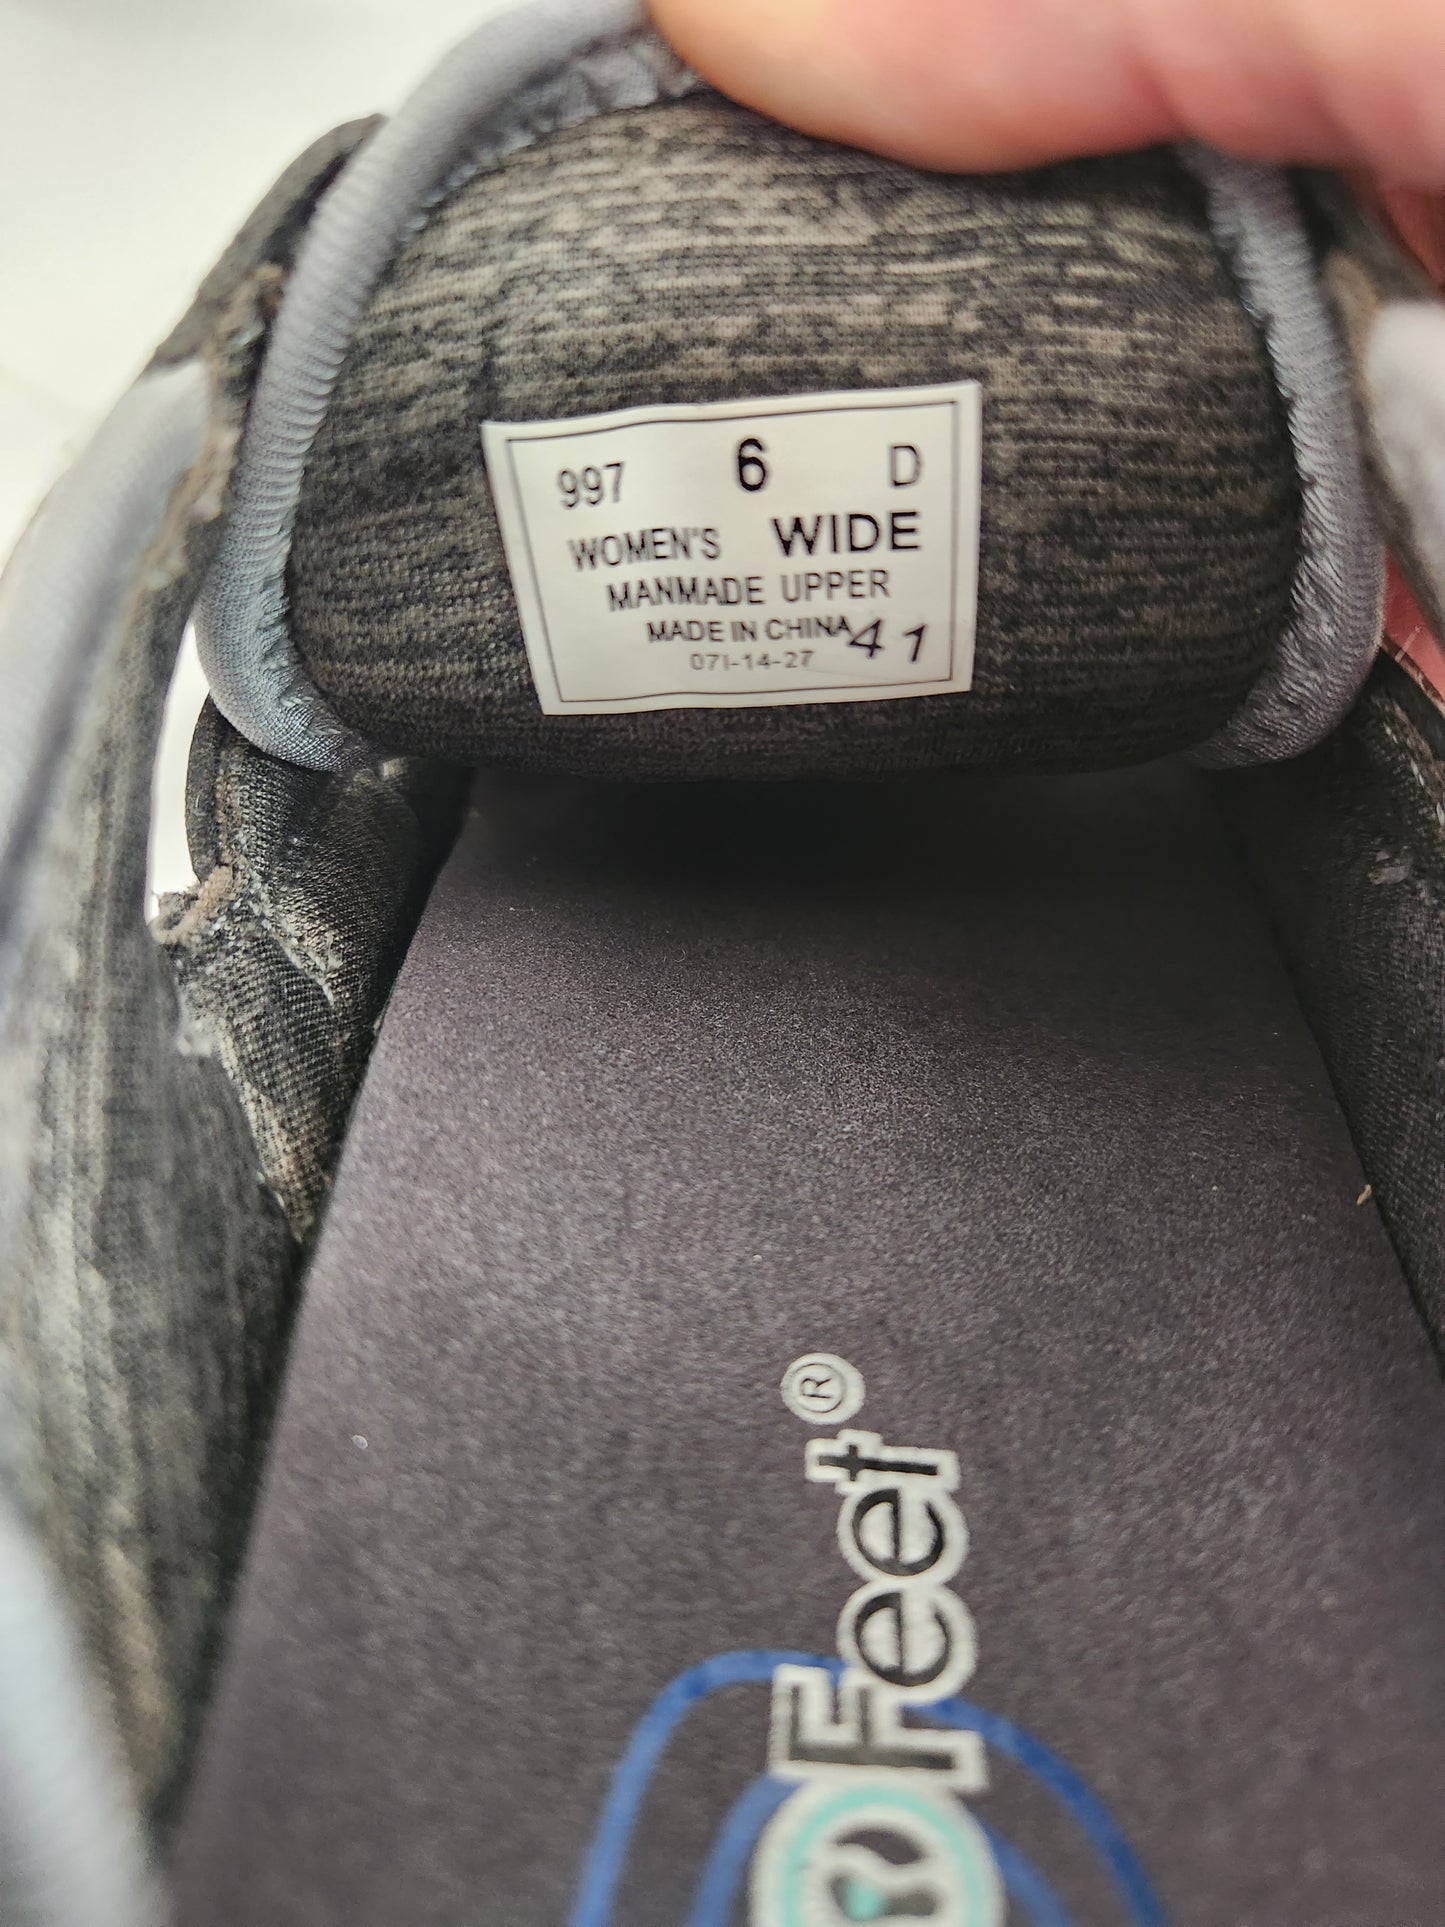 997 6 D
WOMEN'S WIDE
MANMADE UPPER
MADE IN CHINA 41
07I-14-27
Feet®